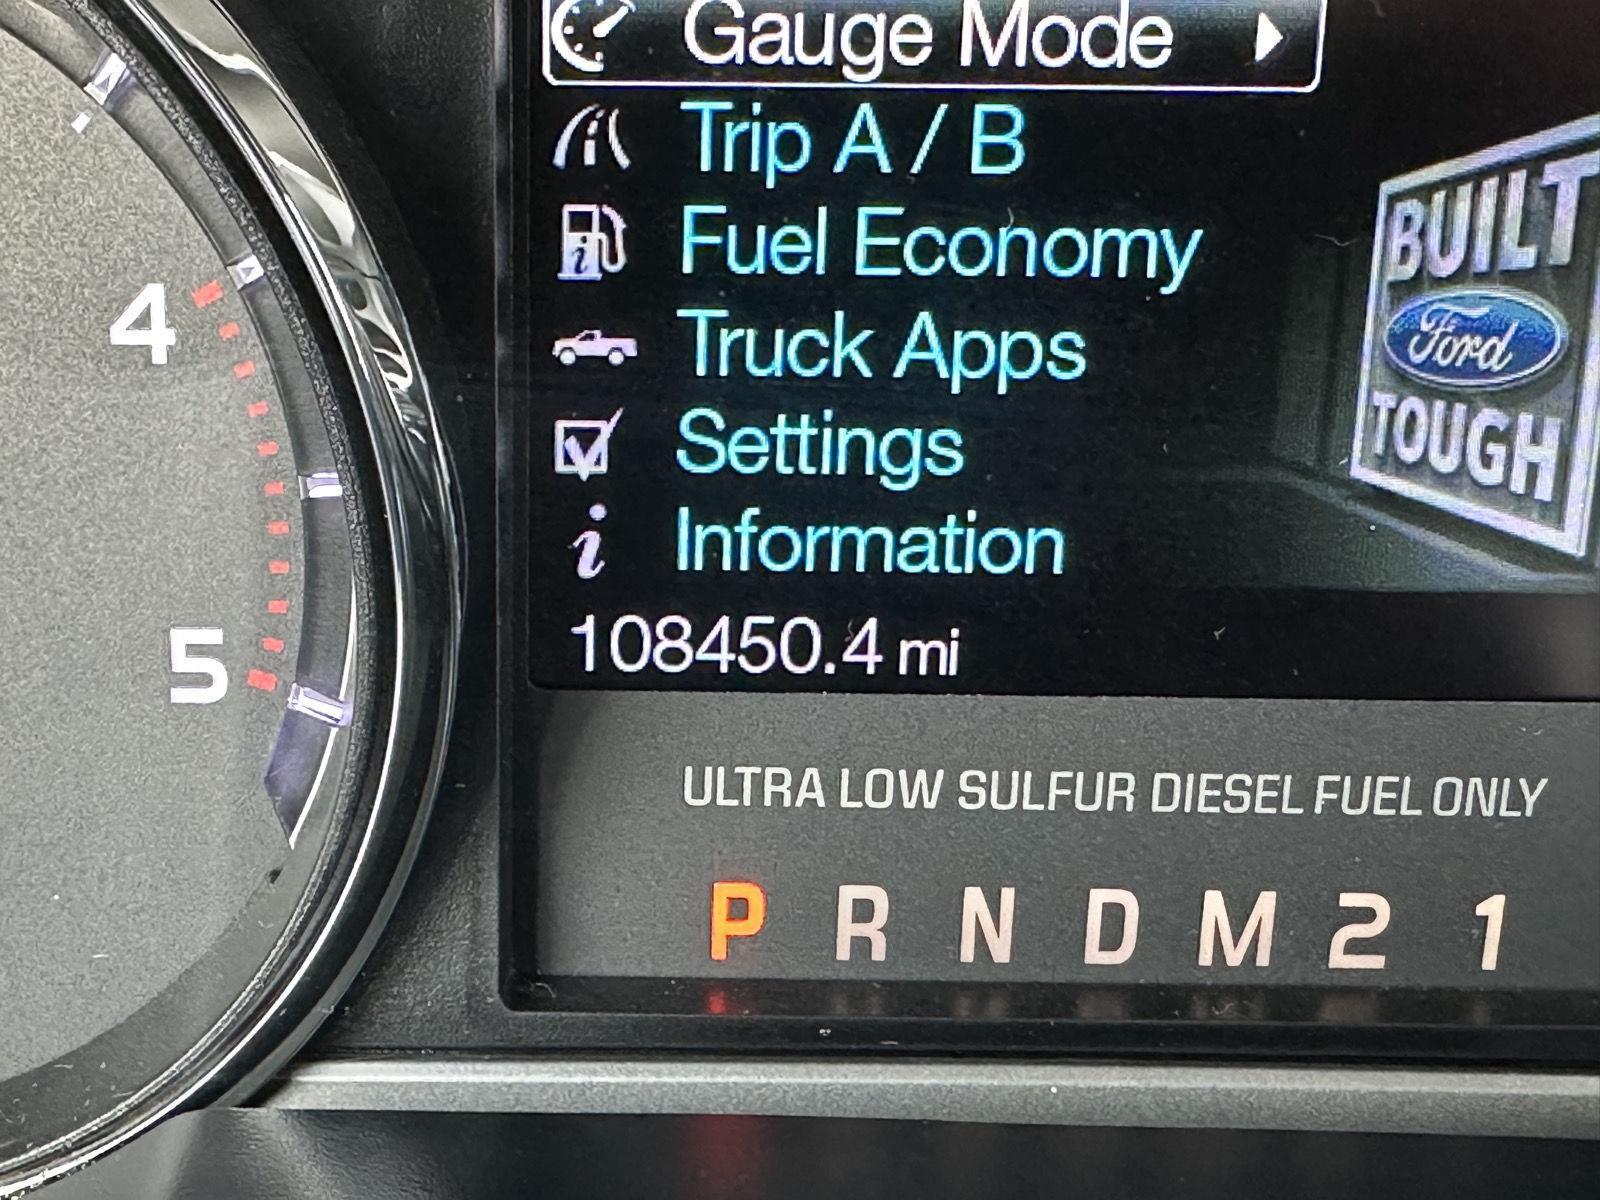 Gauge Mode
Trip A / B
Fuel Economy
Truck Apps
Settings
Information
108450.4 mi
BUILT
Ford
TOUGH
4
5
ULTRA LOW SULFUR DIESEL FUEL ONLY
P R N D M 2 1